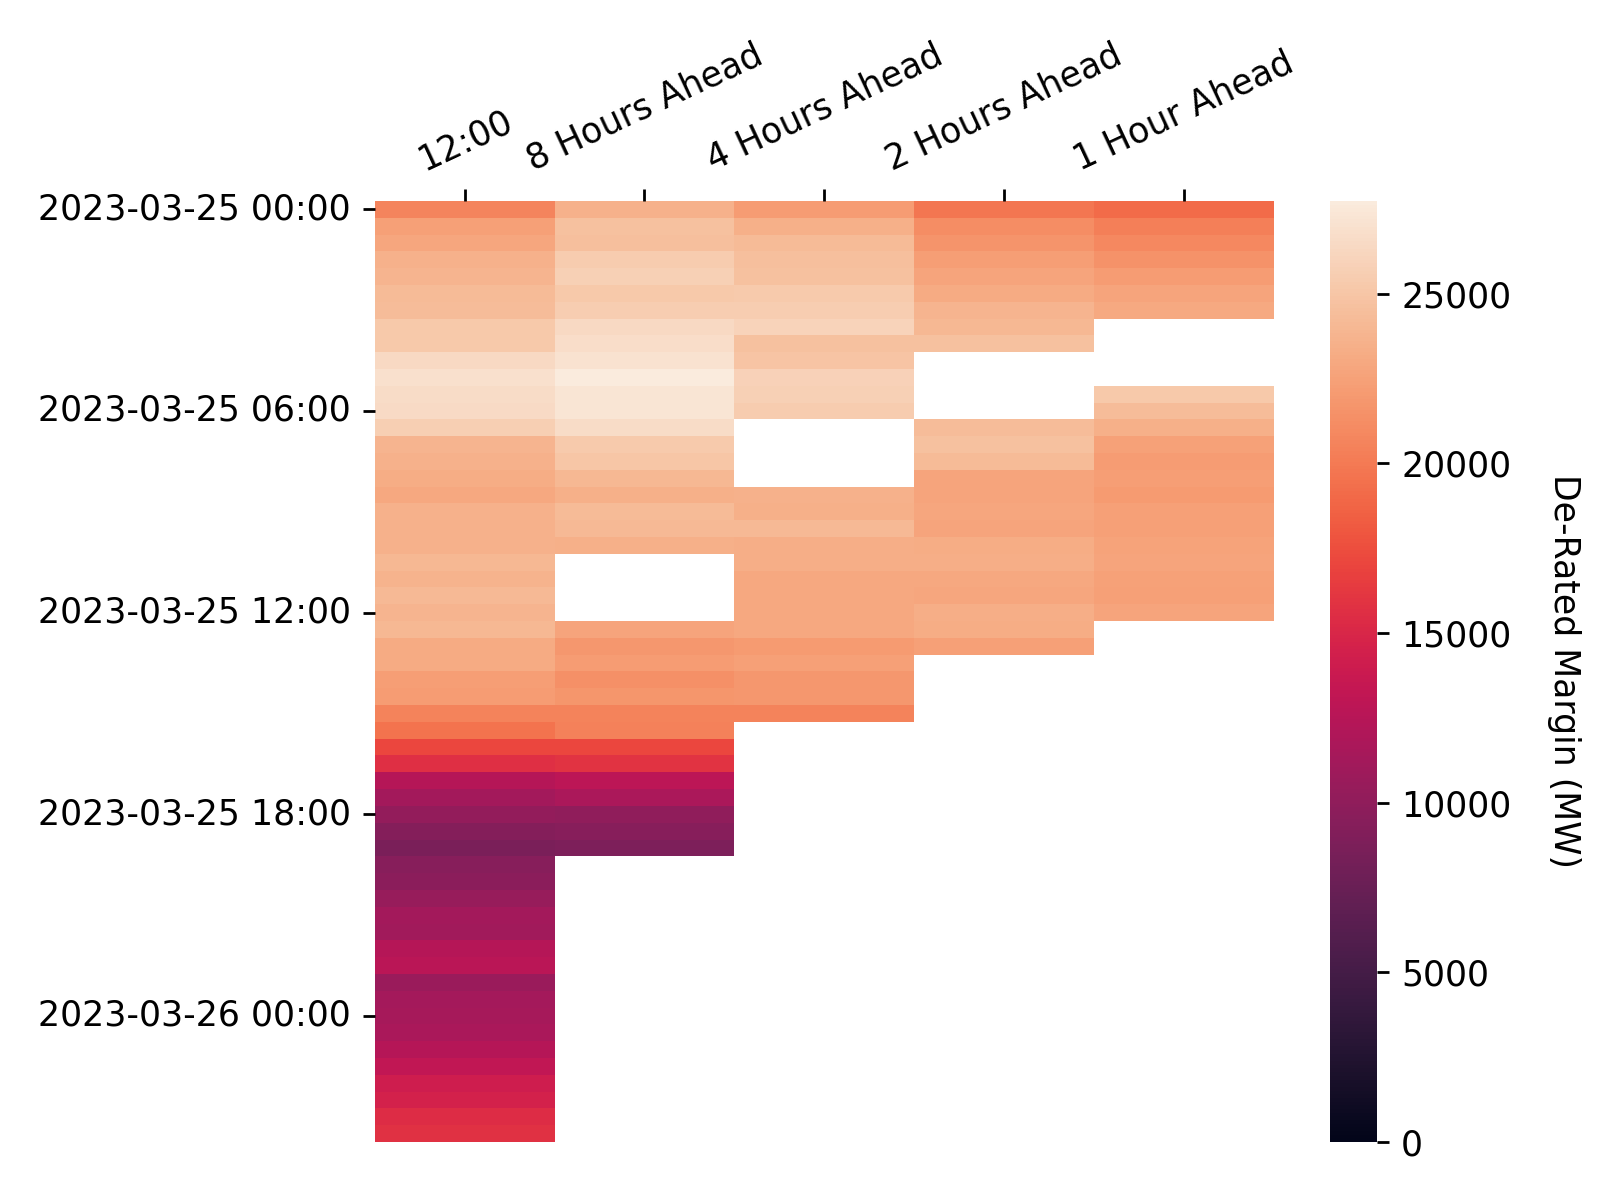 12:00
8 Hours Ahead
4 Hours Ahead
2 Hours Ahead
1 Hour Ahead
2023-03-25 00:00
2023-03-25 06:00
2023-03-25 12:00
2023-03-25 18:00
2023-03-26 00:00
25000
20000
15000
10000
5000
0
De-Rated Margin (MW)